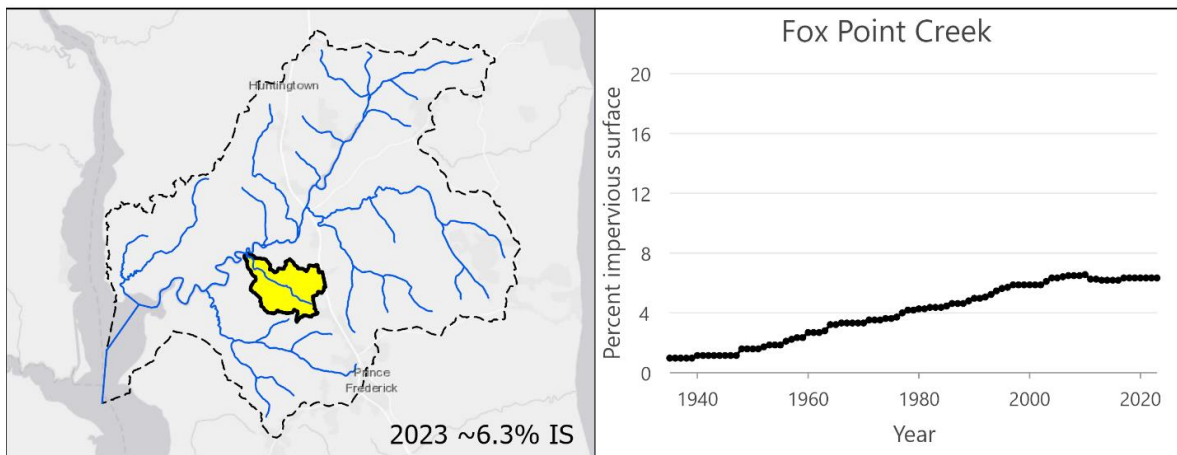 Huntingtown
Prince
Frederick
2023 ~6.3% IS
Fox Point Creek
Percent impervious surface
20
16
12
8
4
0
1940 1960 1980 2000 2020
Year